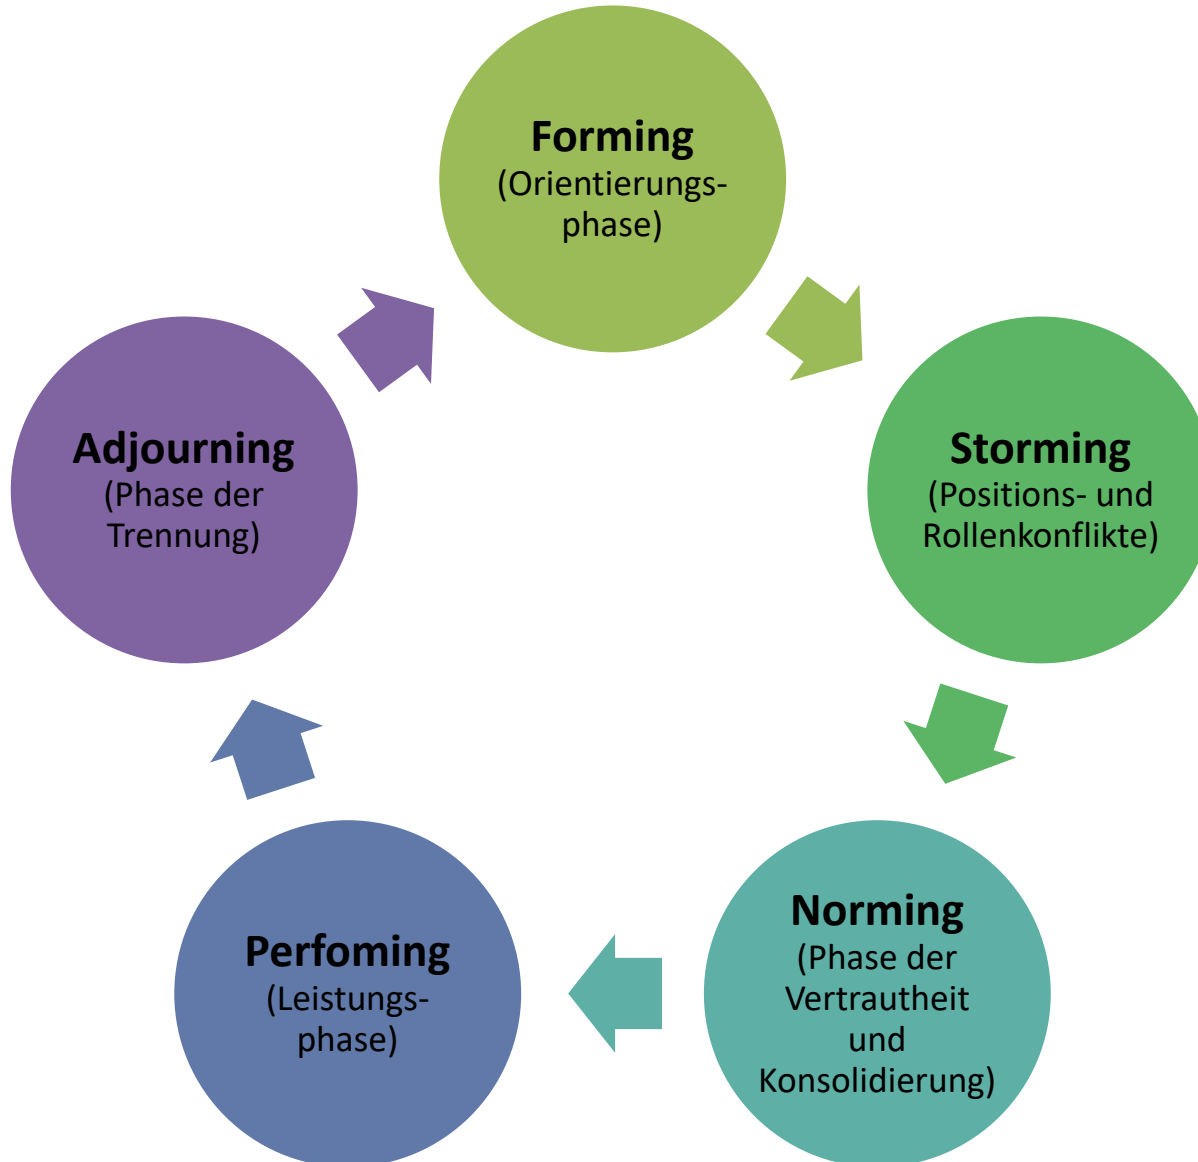 Forming
(Orientierungs-
phase)
Storming
(Positions- und
Rollenkonflikte)
Norming
(Phase der
Vertrautheit
und
Konsolidierung)
Perfoming
(Leistungs-
phase)
Adjourning
(Phase der
Trennung)